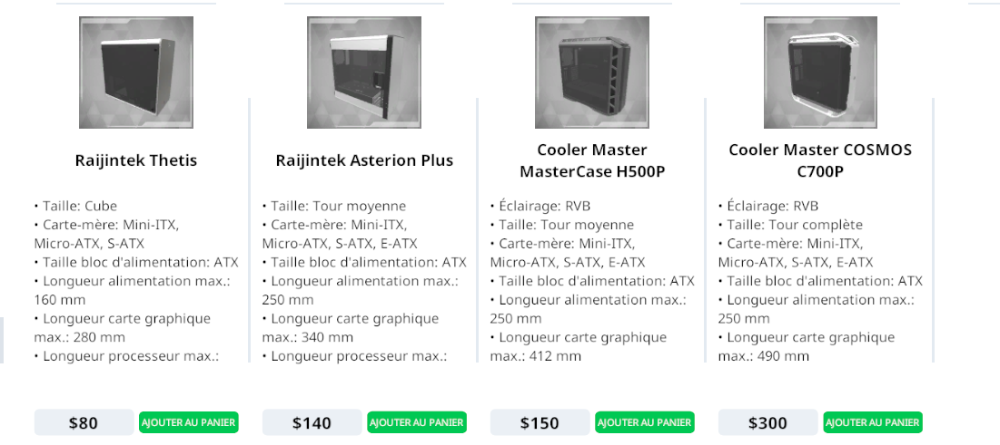 Raijintek Thetis
• Taille: Cube
• Carte-mère: Mini-ITX,
Micro-ATX, S-ATX
• Taille bloc d'alimentation: ATX
• Longueur alimentation max.:
160 mm
• Longueur carte graphique
max.: 280 mm
• Longueur processeur max.:
$80
AJOUTER AU PANIER
Raijintek Asterion Plus
• Taille: Tour moyenne
• Carte-mère: Mini-ITX,
Micro-ATX, S-ATX, E-ATX
• Taille bloc d'alimentation: ATX
• Longueur alimentation max.:
250 mm
• Longueur carte graphique
max.: 340 mm
• Longueur processeur max.:
$140
AJOUTER AU PANIER
Cooler Master
MasterCase H500P
• Éclairage: RVB
• Taille: Tour moyenne
• Carte-mère: Mini-ITX,
Micro-ATX, S-ATX, E-ATX
• Taille bloc d'alimentation: ATX
• Longueur alimentation max.:
250 mm
• Longueur carte graphique
max.: 412 mm
$150
AJOUTER AU PANIER
Cooler Master COSMOS
C700P
• Éclairage: RVB
• Taille: Tour complète
• Carte-mère: Mini-ITX,
Micro-ATX, S-ATX, E-ATX
• Taille bloc d'alimentation: ATX
• Longueur alimentation max.:
250 mm
• Longueur carte graphique
max.: 490 mm
$300
AJOUTER AU PANIER